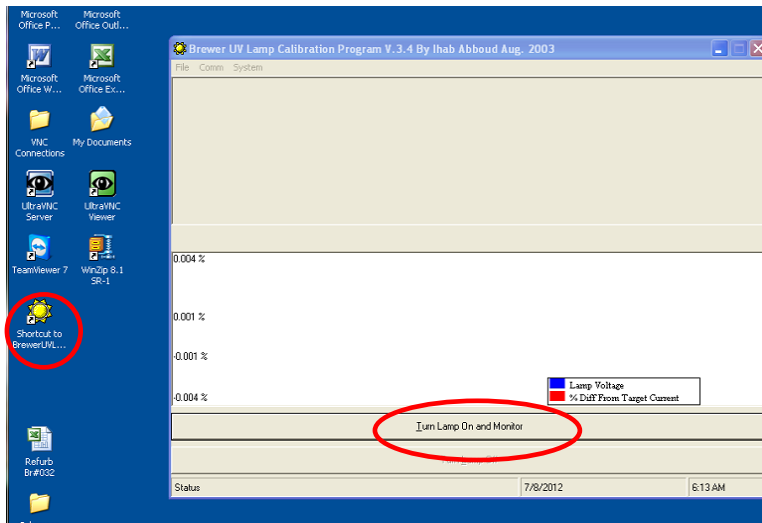 Microsoft
Office P...
Microsoft
Office Outl...
Microsoft
Office W...
Microsoft
Office Ex...
VNC
Connections
My Documents
UltraVNC
Server
UltraVNC
Viewer
TeamViewer 7
WinZip 8.1
SR-1
Shortcut to
BrewerUVL...
Refurb
Br#032
Brewer UV Lamp Calibration Program V.3.4 By Ihab Abboud Aug. 2003
File Comm System
0.004 %
0.001 %
-0.001 %
-0.004 %
Lamp Voltage
% Diff From Target Current
Turn Lamp On and Monitor
Status 7/8/2012 6:13 AM